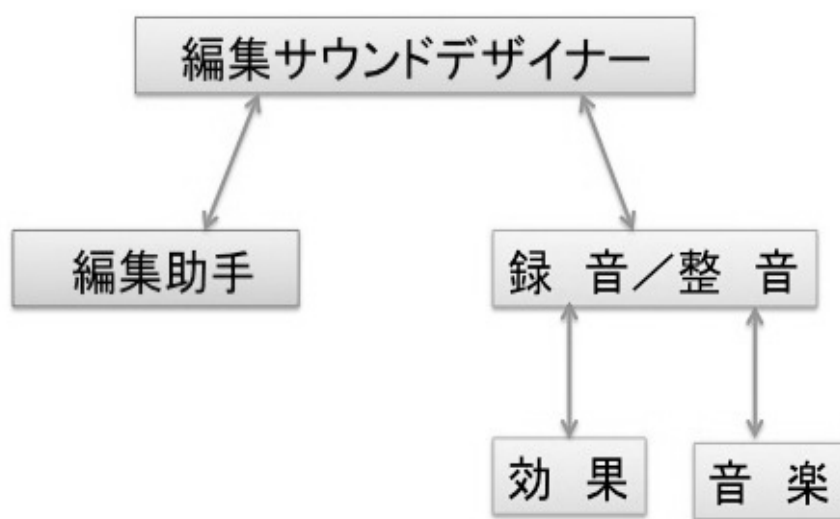 編集サウンドデザイナー
編集助手
録　音／整　音
効　果
音　楽